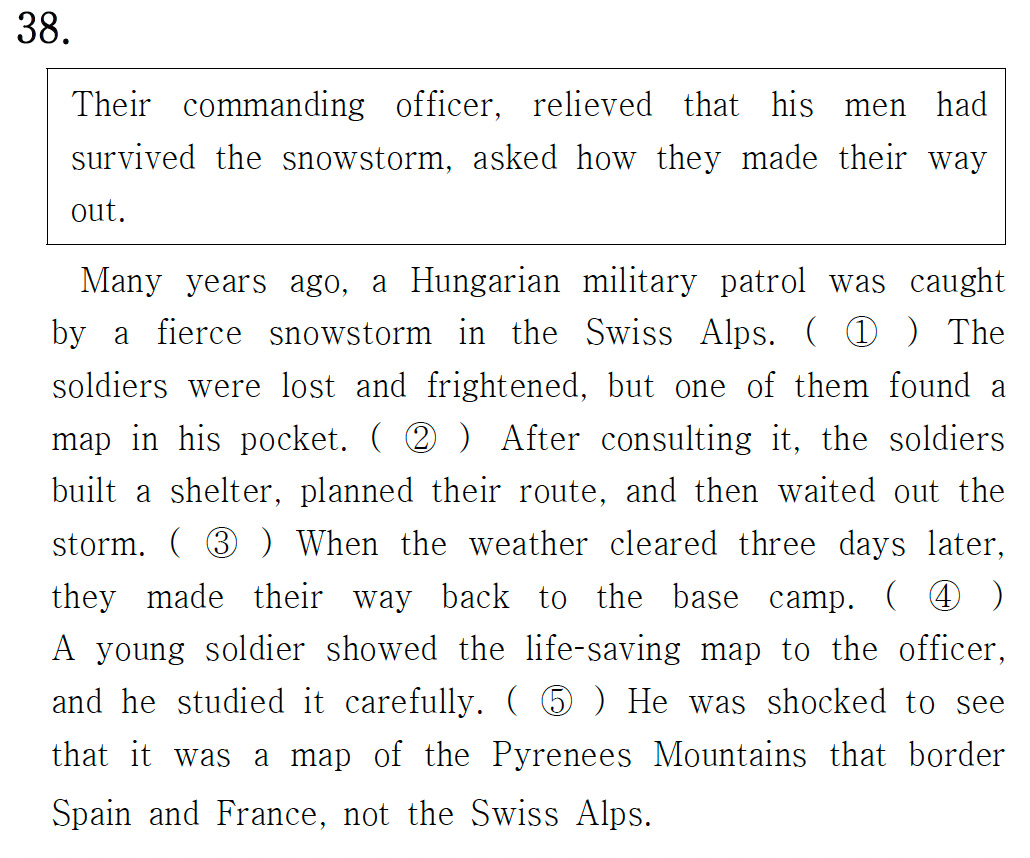 38.
Their commanding officer, relieved that his men had
survived the snowstorm, asked how they made their way
out.
Many years ago, a Hungarian military patrol was caught
by a fierce snowstorm in the Swiss Alps. ( ① ) The
soldiers were lost and frightened, but one of them found a
map in his pocket. ( ② ) After consulting it, the soldiers
built a shelter, planned their route, and then waited out the
storm. ( ③ ) When the weather cleared three days later,
they made their way back to the base camp. ( ④ )
A young soldier showed the life-saving map to the officer,
and he studied it carefully. ( ⑤ ) He was shocked to see
that it was a map of the Pyrenees Mountains that border
Spain and France, not the Swiss Alps.